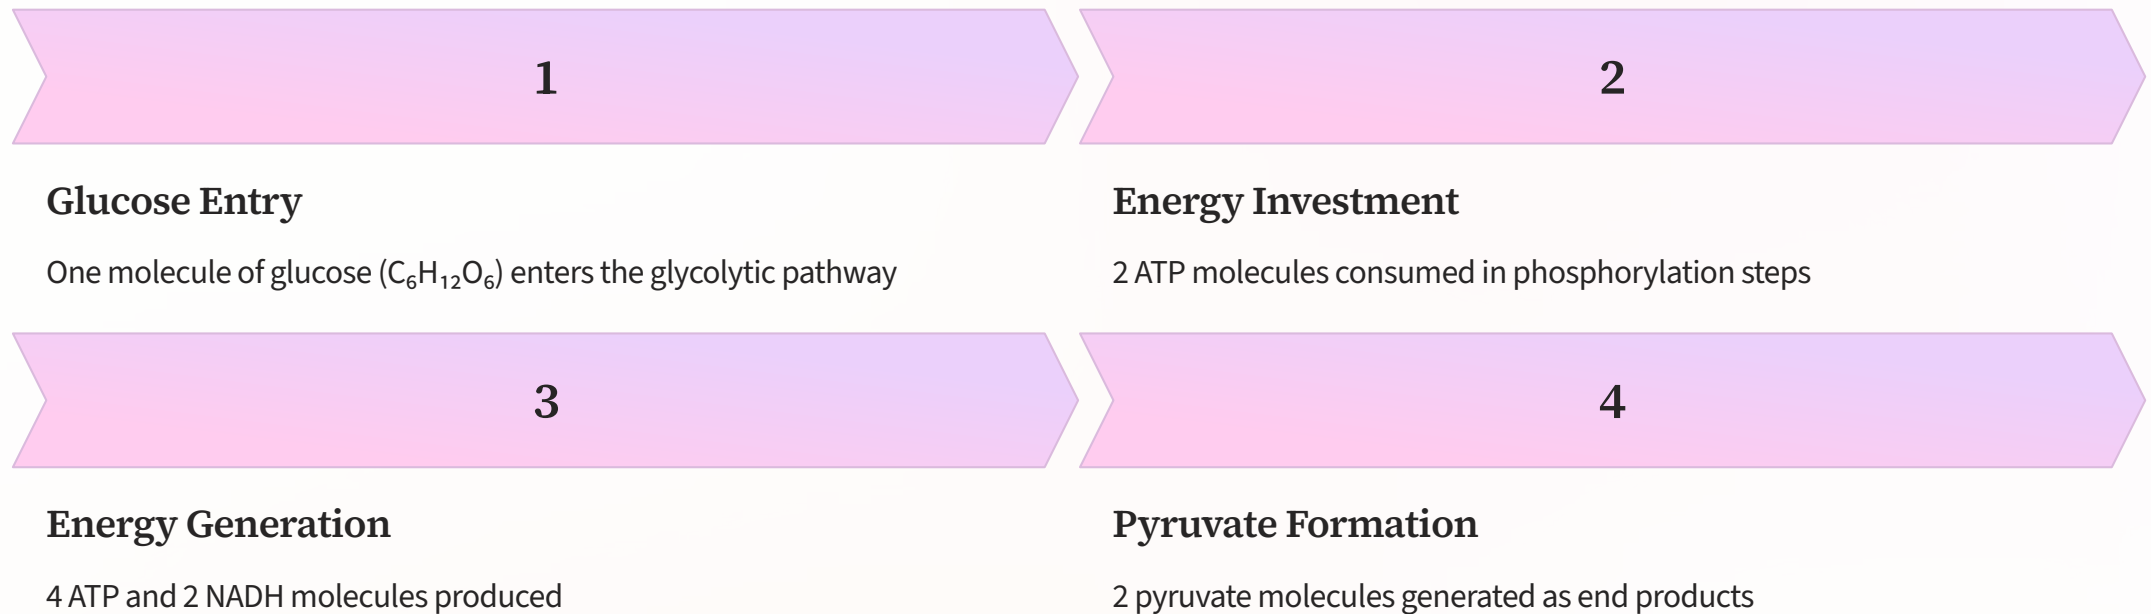 1
2
Glucose Entry
One molecule of glucose (C₆H₁₂O₆) enters the glycolytic pathway
Energy Investment
2 ATP molecules consumed in phosphorylation steps
3
4
Energy Generation
4 ATP and 2 NADH molecules produced
Pyruvate Formation
2 pyruvate molecules generated as end products